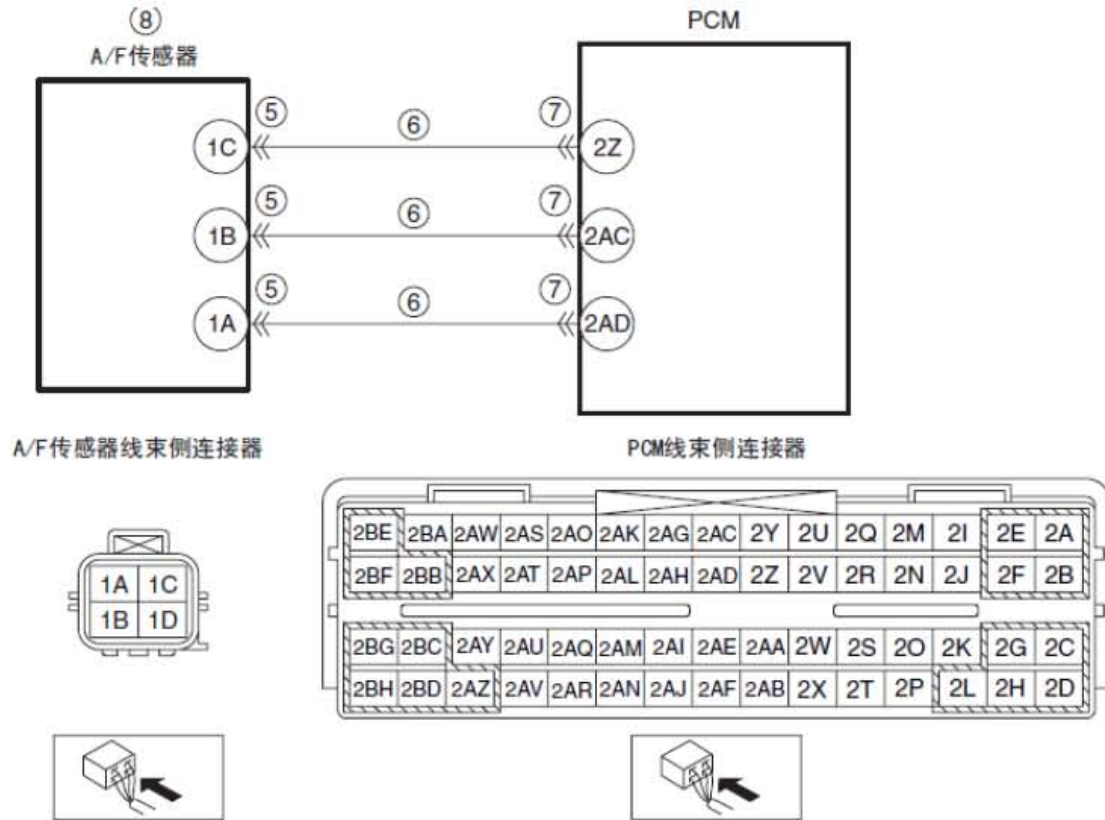 ⑧
PCM
A/F传感器
⑤ ⑥ ⑦
1C 2Z
⑤ ⑥ ⑦
1B 2AC
⑤ ⑥ ⑦
1A 2AD
A/F传感器线束侧连接器
PCM线束侧连接器
2BE 2BA 2AW 2AS 2AO 2AK 2AG 2AC 2Y 2U 2Q 2M 2I 2E 2A
2BF 2BB 2AX 2AT 2AP 2AL 2AH 2AD 2Z 2V 2R 2N 2J 2F 2B
1A 1C
1B 1D
2BG 2BC 2AY 2AU 2AQ 2AM 2AI 2AE 2AA 2W 2S 2O 2K 2G 2C
2BH 2BD 2AZ 2AV 2AR 2AN 2AJ 2AF 2AB 2X 2T 2P 2L 2H 2D